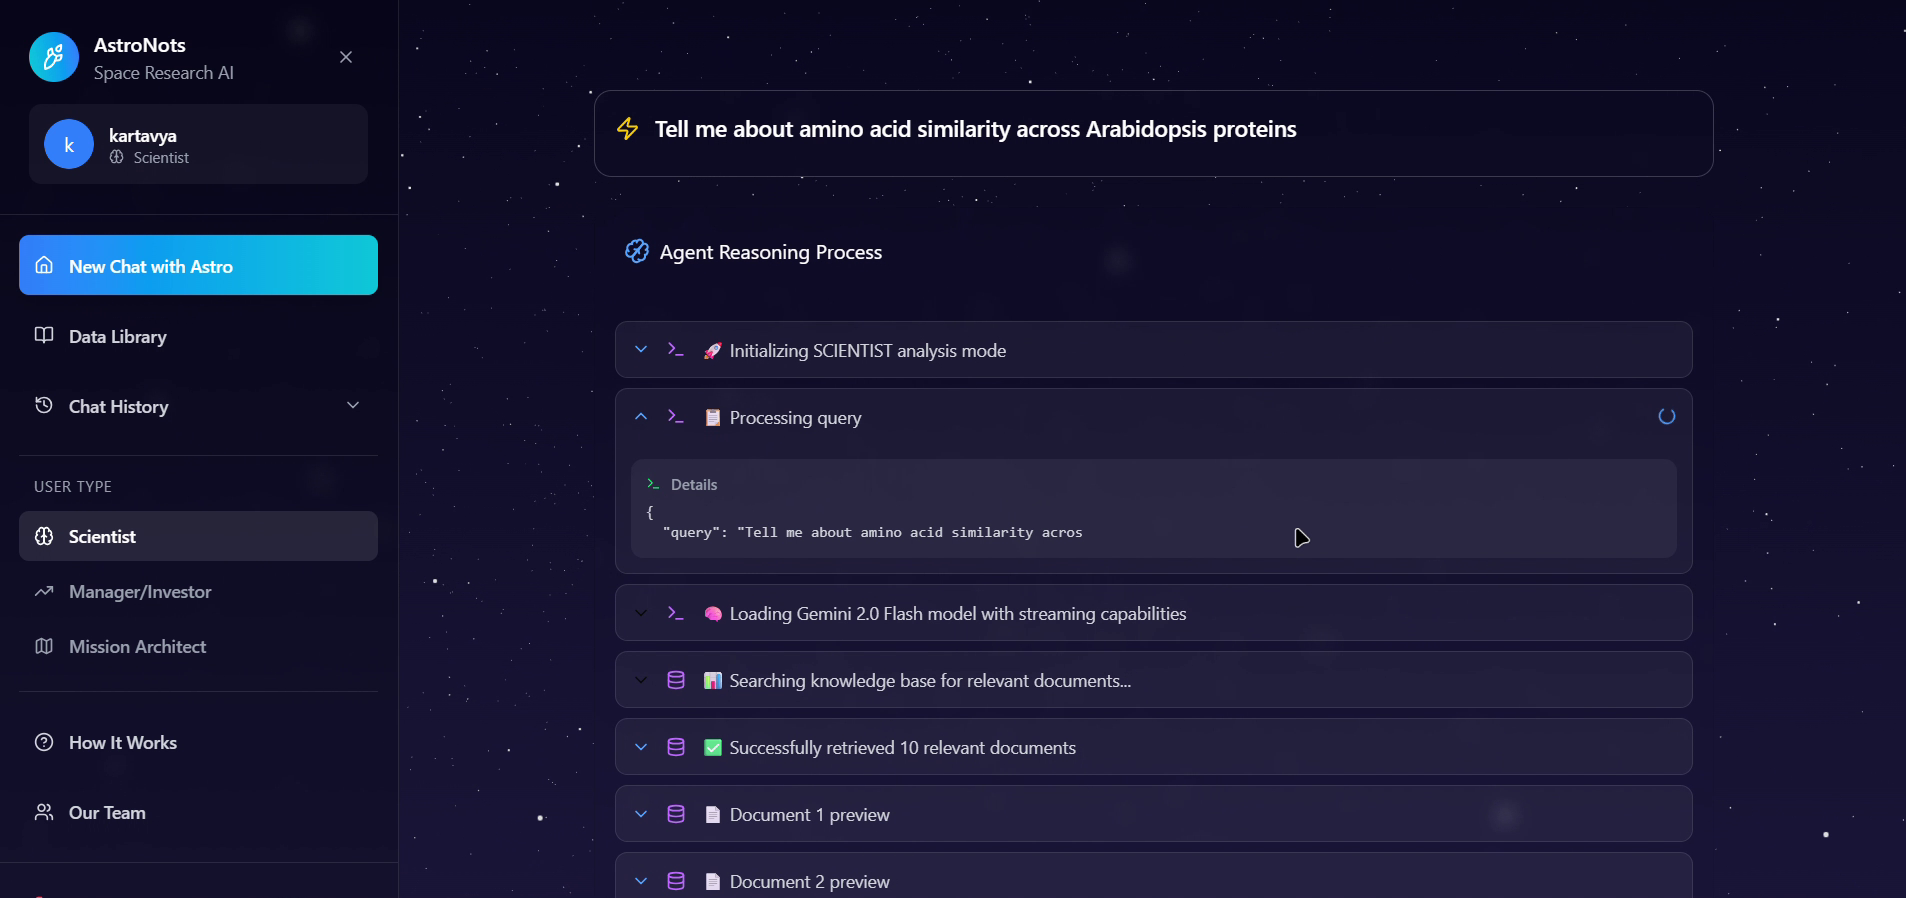 AstroNots
Space Research AI
k
kartavya
Scientist
New Chat with Astro
Data Library
Chat History
USER TYPE
Scientist
Manager/Investor
Mission Architect
How It Works
Our Team
Tell me about amino acid similarity across Arabidopsis proteins
Agent Reasoning Process
🚀 Initializing SCIENTIST analysis mode
📋 Processing query
Details
{
"query": "Tell me about amino acid similarity acros
🧠 Loading Gemini 2.0 Flash model with streaming capabilities
📊 Searching knowledge base for relevant documents...
✅ Successfully retrieved 10 relevant documents
📄 Document 1 preview
📄 Document 2 preview